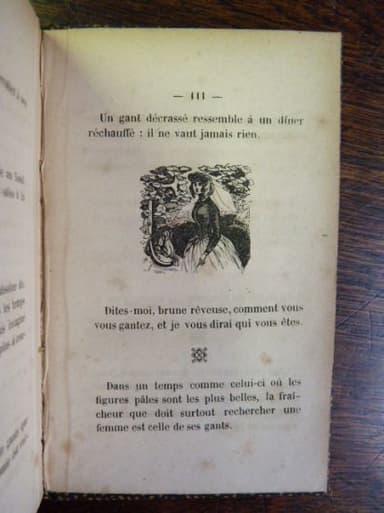 — 111 —
Un gant décrassé ressemble á un dîner
réchauffé : il ne vaut jamais rien.
Dites-moi, brune rêveuse, comment vous
vous gantez, et je vous dirai qui vous êtes.
Dans un temps comme celui-ci où les
figures pâles sont les plus belles, la fraî-
cheur que doit surtout rechercher une
femme est celle de ses gants.